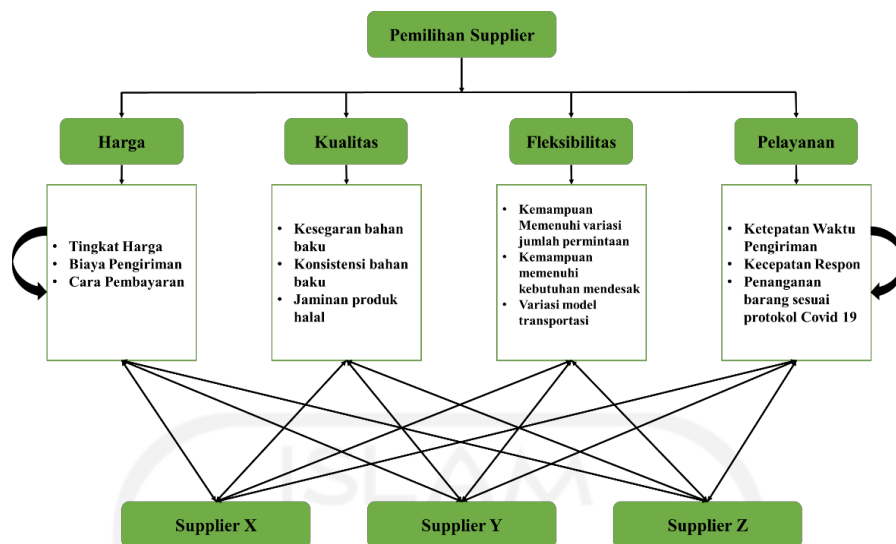 Pemilihan Supplier
Harga
Kualitas
Fleksibilitas
Pelayanan
• Tingkat Harga
• Biaya Pengiriman
• Cara Pembayaran
• Kesegaran bahan
baku
• Konsistensi bahan
baku
• Jaminan produk
halal
• Kemampuan
Memenuhi variasi
jumlah permintaan
• Kemampuan
memenuhi
kebutuhan mendesak
• Variasi model
transportasi
• Ketepatan Waktu
Pengiriman
• Kecepatan Respon
• Penanganan
barang sesuai
protokol Covid 19
ISLAM
Supplier X
Supplier Y
Supplier Z